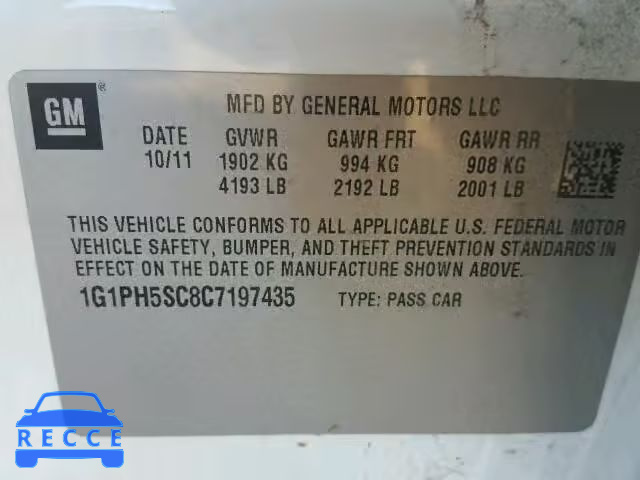 GM ®
MFD BY GENERAL MOTORS LLC
DATE GVWR GAWR FRT GAWR RR
10/11 1902 KG 994 KG 908 KG
4193 LB 2192 LB 2001 LB
THIS VEHICLE CONFORMS TO ALL APPLICABLE U.S. FEDERAL MOTOR
VEHICLE SAFETY, BUMPER, AND THEFT PREVENTION STANDARDS IN
EFFECT ON THE DATE OF MANUFACTURE SHOWN ABOVE.
1G1PH5SC8C7197435 TYPE: PASS CAR
RECCE